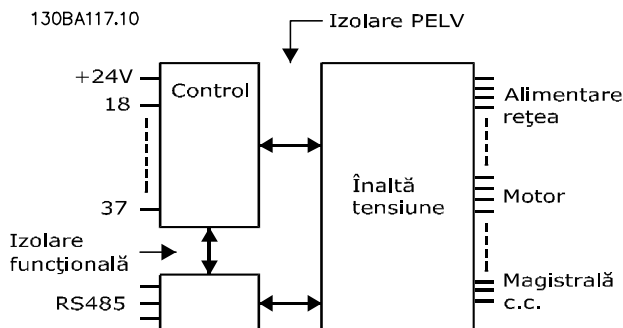 130BA117.10
Izolare PELV
+24V
18
Control
Alimentare
rețea
37
Înaltă
tensiune
Motor
Izolare
funcțională
RS485
Magistrală
c.c.